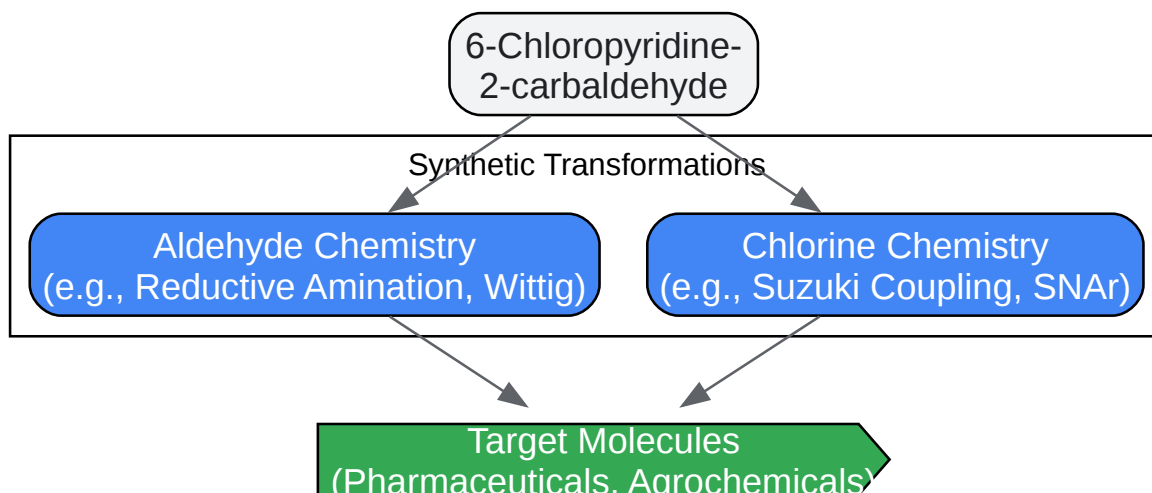 6-Chloropyridine-
2-carbaldehyde
Synthetic Transformations
Aldehyde Chemistry
(e.g., Reductive Amination, Wittig)
Chlorine Chemistry
(e.g., Suzuki Coupling, SNAr)
Target Molecules
(Pharmaceuticals, Agrochemicals)